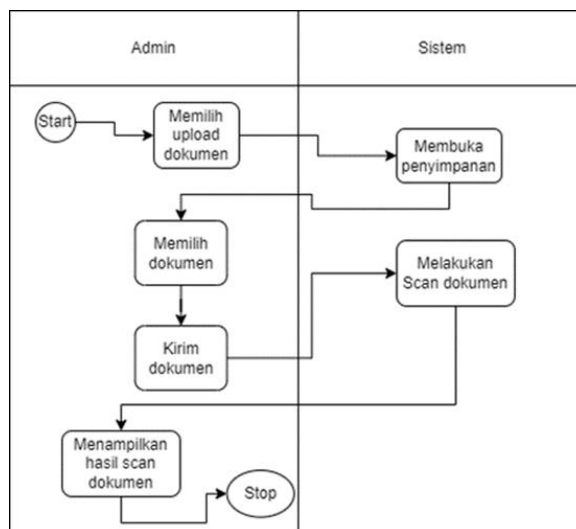 Admin
Sistem
Start
Memilih
upload
dokumen
Membuka
penyimpanan
Memilih
dokumen
Melakukan
Scan dokumen
Kirim
dokumen
Menampilkan
hasil scan
dokumen
Stop